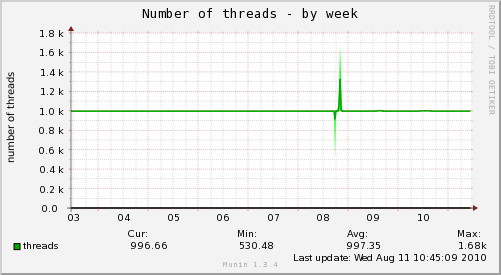 Number of threads - by week
RRDTOOL / TOBI OETIKER
number of threads
1.8 k
1.6 k
1.4 k
1.2 k
1.0 k
0.8 k
0.6 k
0.4 k
0.2 k
0.0
03 04 05 06 07 08 09 10
Cur: Min: Avg: Max:
threads 996.66 530.48 997.35 1.68k
Last update: Wed Aug 11 10:45:09 2010
Munin 1.3.4